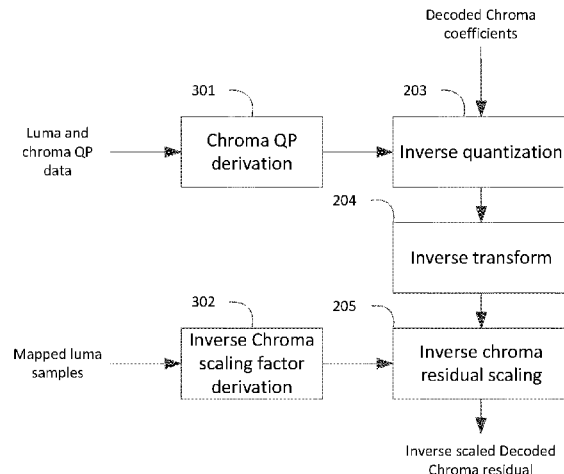 Decoded Chroma
coefficients
301
203
Luma and
chroma QP
data
Chroma QP
derivation
Inverse quantization
204
Inverse transform
302
205
Mapped luma
samples
Inverse Chroma
scaling factor
derivation
Inverse chroma
residual scaling
Inverse scaled Decoded
Chroma residual